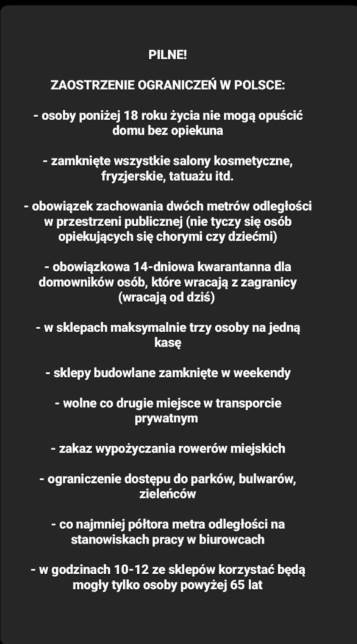 PILNE!
ZAOSTRZENIE OGRANICZEŃ W POLSCE:
- osoby poniżej 18 roku życia nie mogą opuścić
domu bez opiekuna
- zamknięte wszystkie salony kosmetyczne,
fryzjerskie, tatuażu itd.
- obowiązek zachowania dwóch metrów odległości
w przestrzeni publicznej (nie tyczy się osób
opiekujących się chorymi czy dziećmi)
- obowiązkowa 14-dniowa kwarantanna dla
domowników osób, które wracają z zagranicy
(wracają od dziś)
- w sklepach maksymalnie trzy osoby na jedną
kasę
- sklepy budowlane zamknięte w weekendy
- wolne co drugie miejsce w transporcie
prywatnym
- zakaz wypożyczania rowerów miejskich
- ograniczenie dostępu do parków, bulwarów,
zieleńców
- co najmniej półtora metra odległości na
stanowiskach pracy w biurowcach
- w godzinach 10-12 ze sklepów korzystać będą
mogły tylko osoby powyżej 65 lat